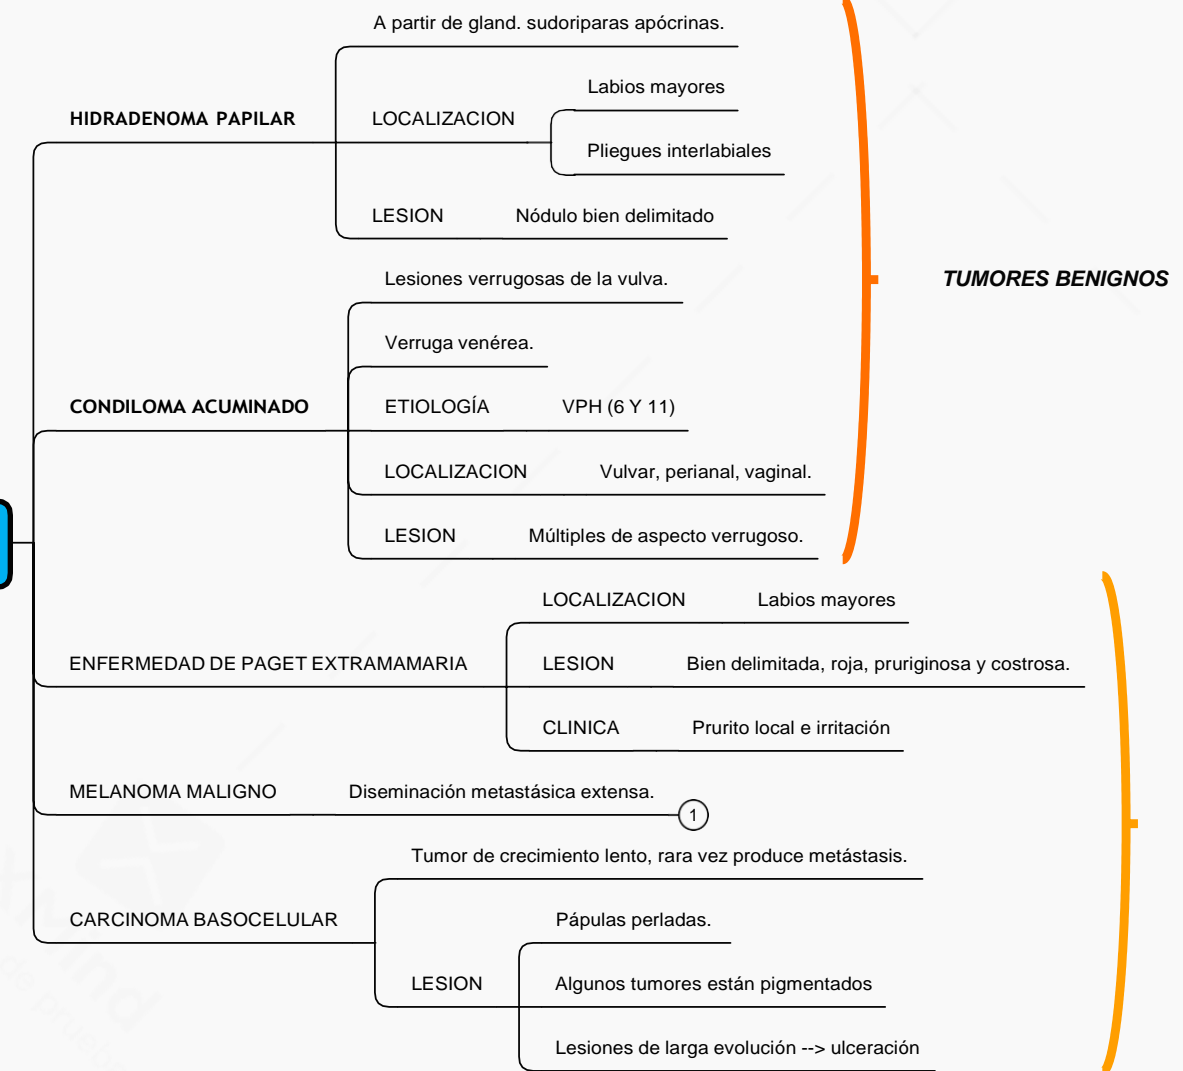 A partir de gland. sudoriparas apócrinas.
HIDRADENOMA PAPILAR
LOCALIZACION
Labios mayores
Pliegues interlabiales
LESION
Nódulo bien delimitado
TUMORES BENIGNOS
Lesiones verrugosas de la vulva.
Verruga venérea.
CONDILOMA ACUMINADO
ETIOLOGÍA
VPH (6 Y 11)
LOCALIZACION
Vulvar, perianal, vaginal.
LESION
Múltiples de aspecto verrugoso.
ENFERMEDAD DE PAGET EXTRAMAMARIA
LOCALIZACION
Labios mayores
LESION
Bien delimitada, roja, pruriginosa y costrosa.
CLINICA
Prurito local e irritación
MELANOMA MALIGNO
Diseminación metastásica extensa.
1
CARCINOMA BASOCELULAR
Tumor de crecimiento lento, rara vez produce metástasis.
LESION
Pápulas perladas.
Algunos tumores están pigmentados
Lesiones de larga evolución --> ulceración